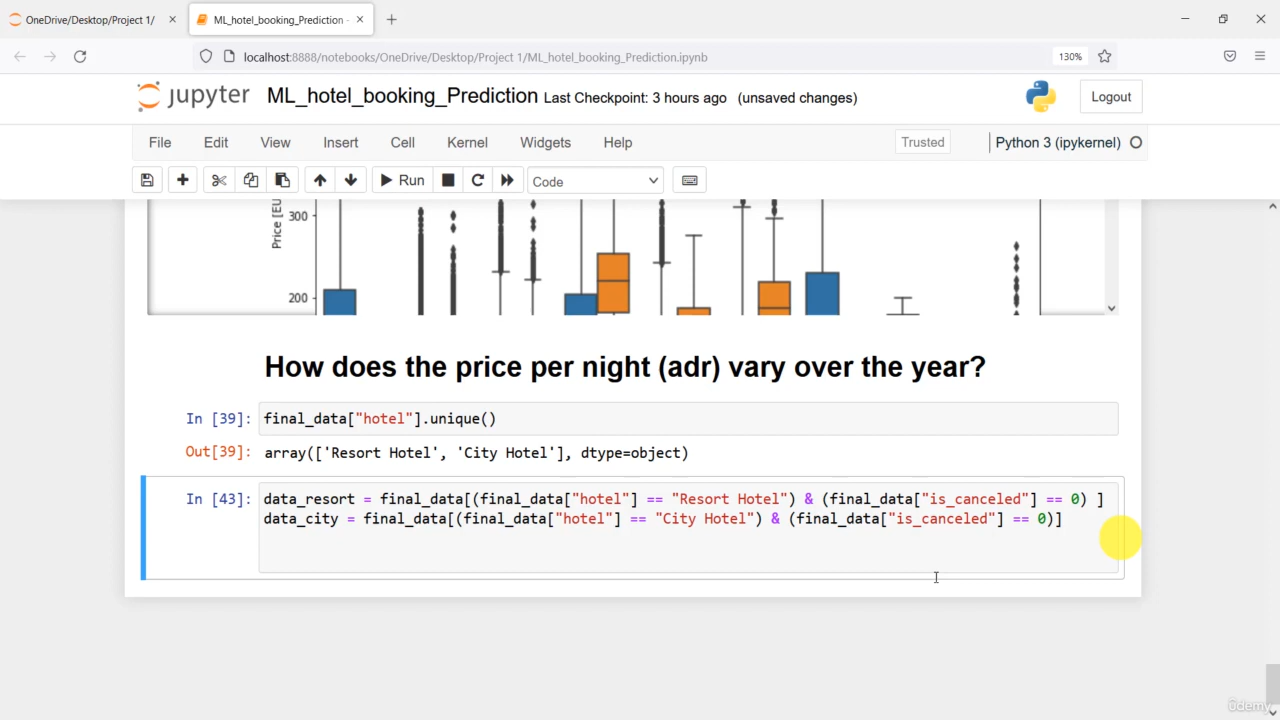 OneDrive/Desktop/Project 1/
ML_hotel_booking_Prediction -
localhost:8888/notebooks/OneDrive/Desktop/Project 1/ML_hotel_booking_Prediction.ipynb
130%
jupyter ML_hotel_booking_Prediction Last Checkpoint: 3 hours ago (unsaved changes)
Logout
File Edit View Insert Cell Kernel Widgets Help
Trusted
Python 3 (ipykernel)
Run
Code
Price [EU
300
200
How does the price per night (adr) vary over the year?
In [39]: final_data["hotel"].unique()
Out[39]: array(['Resort Hotel', 'City Hotel'], dtype=object)
In [43]: data_resort = final_data[(final_data["hotel"] == "Resort Hotel") & (final_data["is_canceled"] == 0) ]
data_city = final_data[(final_data["hotel"] == "City Hotel") & (final_data["is_canceled"] == 0)]
ûdemy